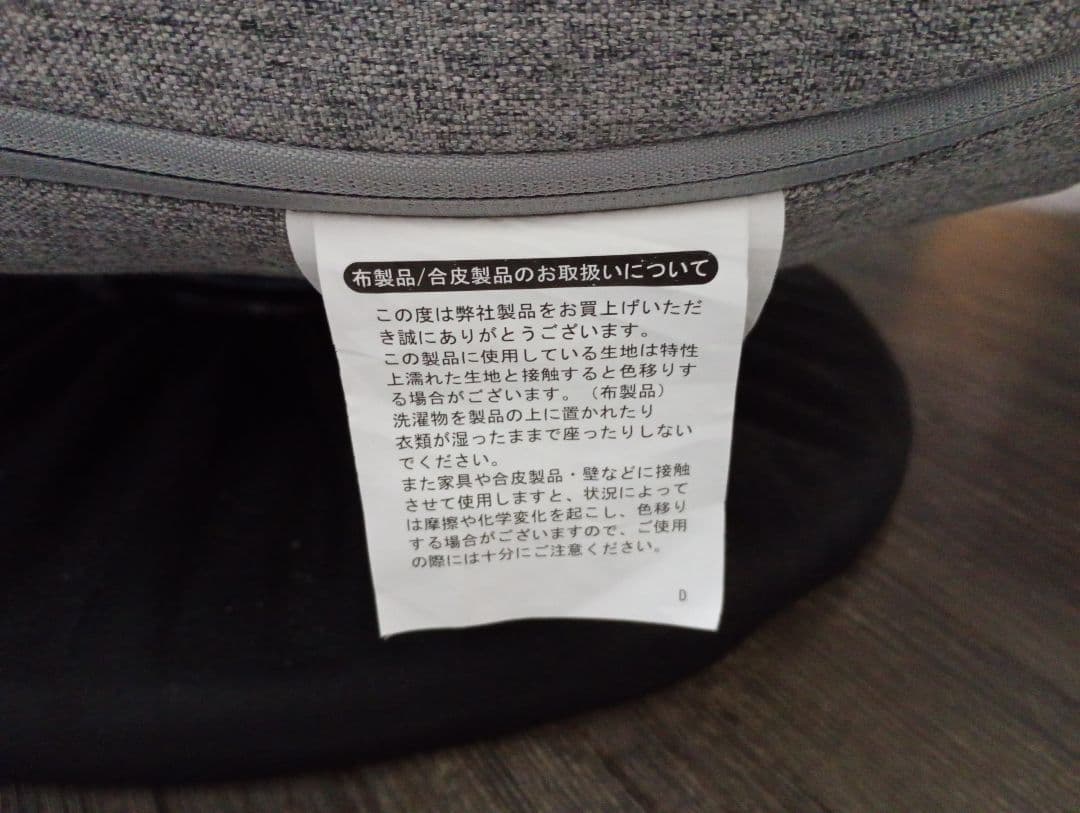 布製品/合皮製品のお取扱いについて
この度は弊社製品をお買上げいただ
き誠にありがとうございます。
この製品に使用している生地は特性
上濡れた生地と接触すると色移りす
る場合がございます。（布製品）
洗濯物を製品の上に置かれたり
衣類が湿ったままで座ったりしない
でください。
また家具や合皮製品・壁などに接触
させて使用しますと、状況によって
は摩擦や化学変化を起こし、色移り
する場合がございますので、ご使用
の際には十分にご注意ください。
D